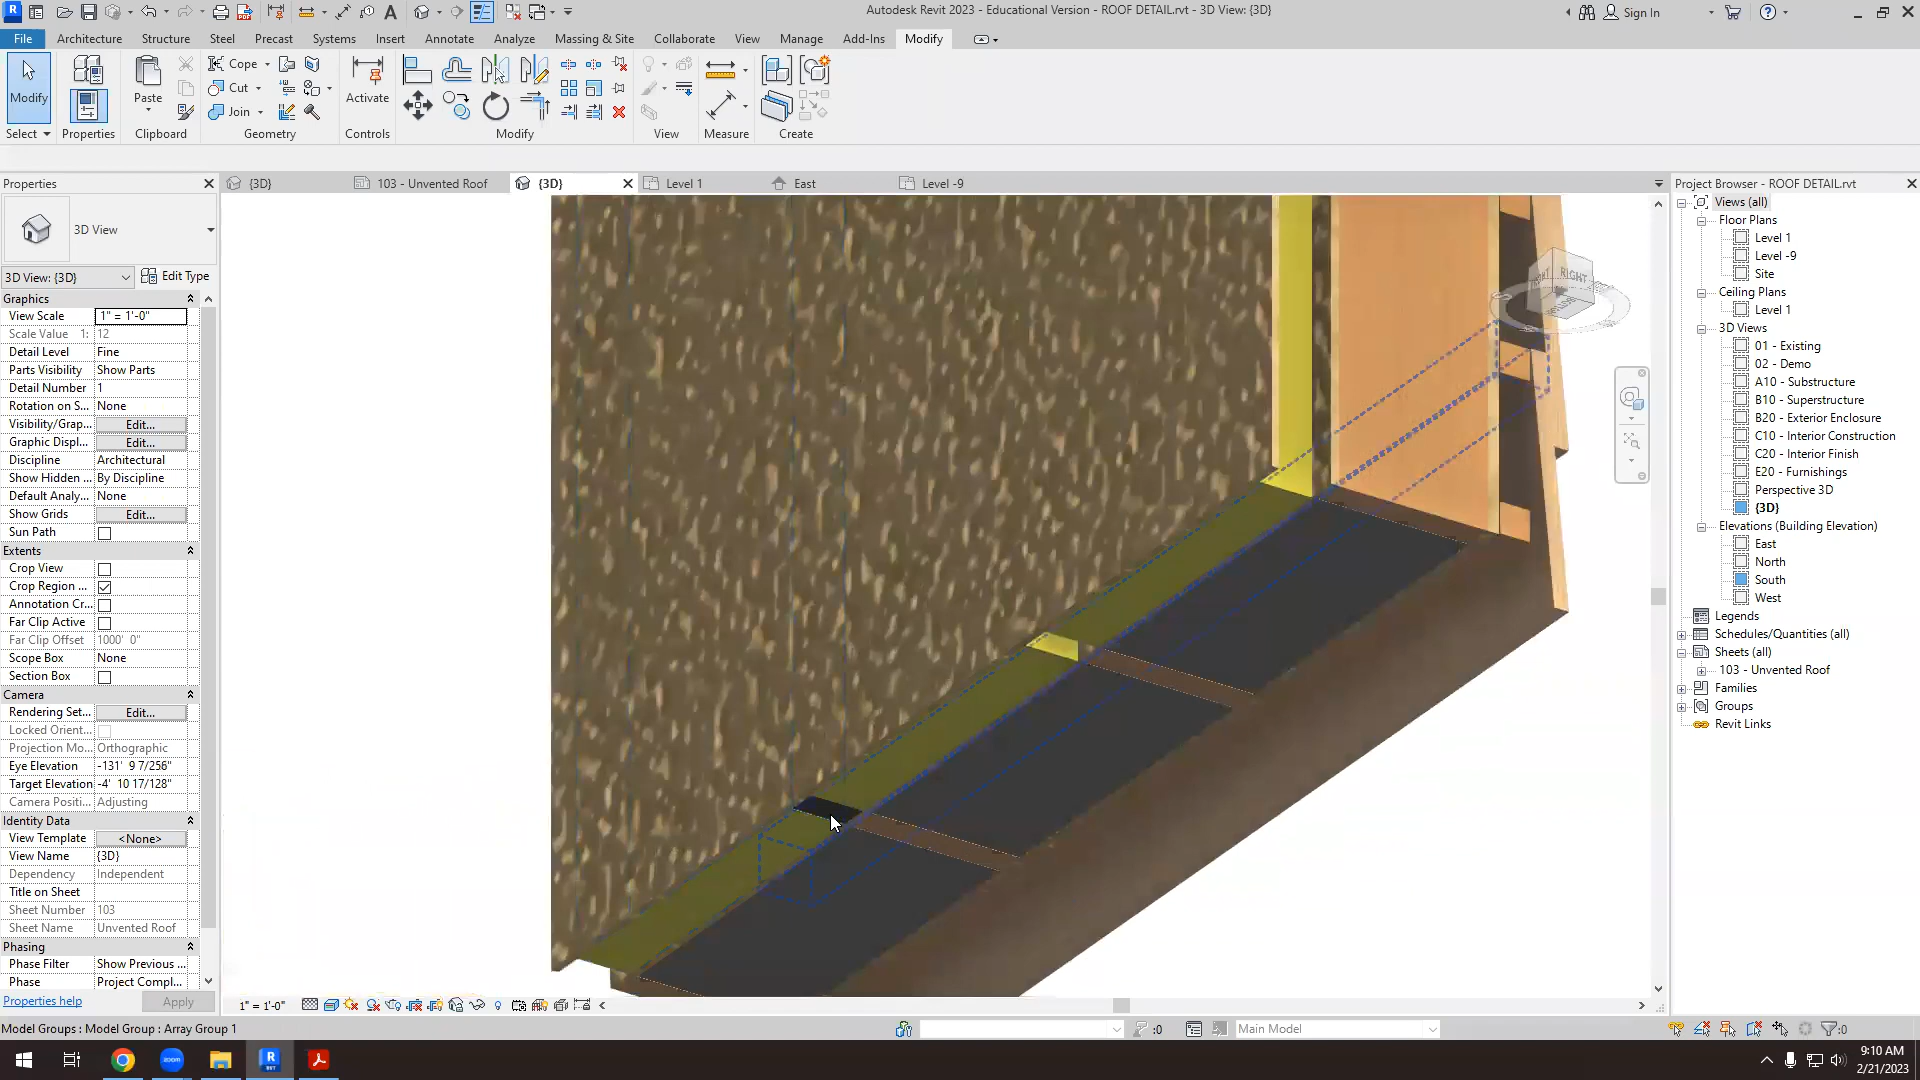 Autodesk Revit 2023 - Educational Version - ROOF DETAIL.rvt - 3D View: {3D}
Sign In
File Architecture Structure Steel Precast Systems Insert Annotate Analyze Massing & Site Collaborate View Manage Add-Ins Modify
Modify
Paste
Cope
Cut
Join
Activate
Select Properties Clipboard Geometry Controls Modify View Measure Create
Properties
{3D}
103 - Unvented Roof
{3D}
Level 1
East
Level -9
3D View
3D View: {3D}
Edit Type
Graphics
View Scale 1" = 1'-0"
Scale Value 1: 12
Detail Level Fine
Parts Visibility Show Parts
Detail Number 1
Rotation on S... None
Visibility/Grap... Edit...
Graphic Displ... Edit...
Discipline Architectural
Show Hidden ... By Discipline
Default Analy... None
Show Grids Edit...
Sun Path
Extents
Crop View
Crop Region ...
Annotation Cr...
Far Clip Active
Far Clip Offset 1000' 0"
Scope Box None
Section Box
Camera
Rendering Set... Edit...
Locked Orient...
Projection Mo... Orthographic
Eye Elevation -131' 9 7/256"
Target Elevation -4' 10 17/128"
Camera Positi... Adjusting
Identity Data
View Template <None>
View Name {3D}
Dependency Independent
Title on Sheet
Sheet Number 103
Sheet Name Unvented Roof
Phasing
Phase Filter Show Previous ...
Phase Project Compl...
Properties help
Apply
RIGHT
Project Browser - ROOF DETAIL.rvt
Views (all)
Floor Plans
Level 1
Level -9
Site
Ceiling Plans
Level 1
3D Views
01 - Existing
02 - Demo
A10 - Substructure
B10 - Superstructure
B20 - Exterior Enclosure
C10 - Interior Construction
C20 - Interior Finish
E20 - Furnishings
Perspective 3D
{3D}
Elevations (Building Elevation)
East
North
South
West
Legends
Schedules/Quantities (all)
Sheets (all)
103 - Unvented Roof
Families
Groups
Revit Links
1" = 1'-0"
Model Groups : Model Group : Array Group 1
:0
Main Model
:0
zoom
9:10 AM
2/21/2023